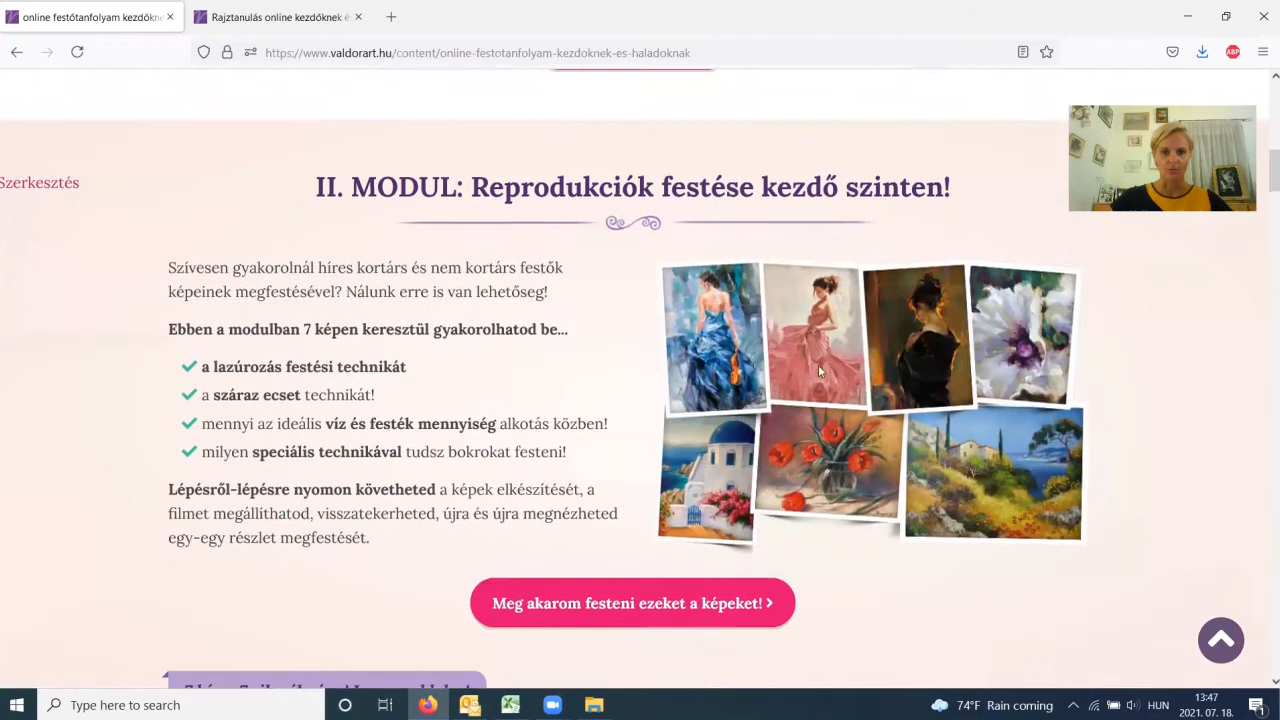 online festőtanfolyam kezdőkne
Rajztanulás online kezdőknek é
https://www.valdorart.hu/content/online-festotanfolyam-kezdoknek-es-haladoknak
ABP
Szerkesztés
II. MODUL: Reprodukciók festése kezdő szinten!
Szívesen gyakorolnál híres kortárs és nem kortárs festők
képeinek megfestésével? Nálunk erre is van lehetőség!
Ebben a modulban 7 képen keresztül gyakorolhatod be...
a lazúrozás festési technikát
a száraz ecset technikát!
mennyi az ideális víz és festék mennyiség alkotás közben!
milyen speciális technikával tudsz bokrokat festeni!
Lépésről-lépésre nyomon követheted a képek elkészítését, a
filmet megállíthatod, visszatekerheted, újra és újra megnézheted
egy-egy részlet megfestését.
Meg akarom festeni ezeket a képeket!
Type here to search
74°F Rain coming
HUN
13:47
2021. 07. 18.
1